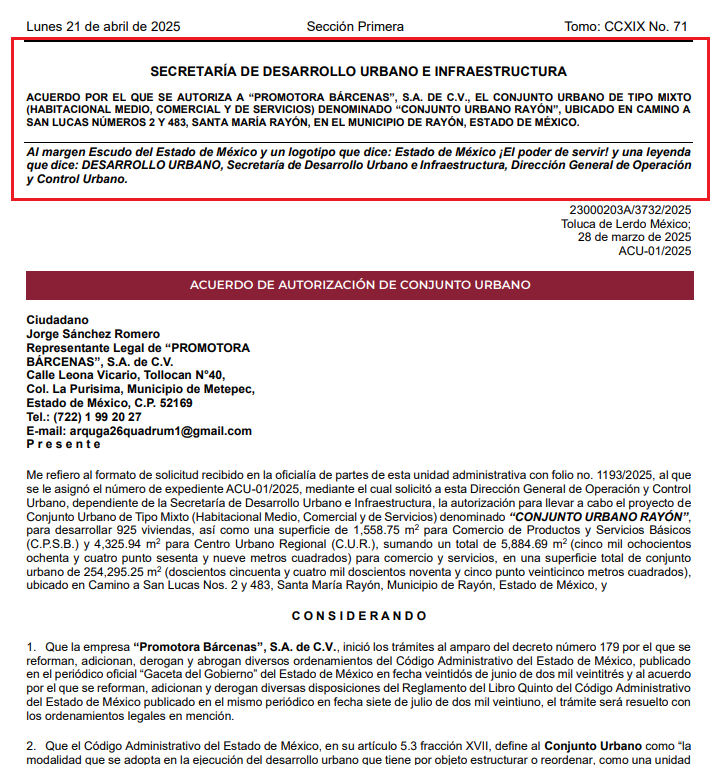 Lunes 21 de abril de 2025 Sección Primera Tomo: CCXIX No. 71
SECRETARÍA DE DESARROLLO URBANO E INFRAESTRUCTURA
ACUERDO POR EL QUE SE AUTORIZA A “PROMOTORA BÁRCENAS”, S.A. DE C.V., EL CONJUNTO URBANO DE TIPO MIXTO
(HABITACIONAL MEDIO, COMERCIAL Y DE SERVICIOS) DENOMINADO “CONJUNTO URBANO RAYÓN”, UBICADO EN CAMINO A
SAN LUCAS NÚMEROS 2 Y 483, SANTA MARÍA RAYÓN, EN EL MUNICIPIO DE RAYÓN, ESTADO DE MÉXICO.
Al margen Escudo del Estado de México y un logotipo que dice: Estado de México ¡El poder de servir! y una leyenda
que dice: DESARROLLO URBANO, Secretaría de Desarrollo Urbano e Infraestructura, Dirección General de Operación
y Control Urbano.
23000203A/3732/2025
Toluca de Lerdo México;
28 de marzo de 2025
ACU-01/2025
ACUERDO DE AUTORIZACIÓN DE CONJUNTO URBANO
Ciudadano
Jorge Sánchez Romero
Representante Legal de “PROMOTORA
BÁRCENAS”, S.A. de C.V.
Calle Leona Vicario, Tollocan N°40,
Col. La Purisima, Municipio de Metepec,
Estado de México, C.P. 52169
Tel.: (722) 1 99 20 27
E-mail: arquga26quadrum1@gmail.com
P r e s e n t e
Me refiero al formato de solicitud recibido en la oficialía de partes de esta unidad administrativa con folio no. 1193/2025, al que
se le asignó el número de expediente ACU-01/2025, mediante el cual solicitó a esta Dirección General de Operación y Control
Urbano, dependiente de la Secretaría de Desarrollo Urbano e Infraestructura, la autorización para llevar a cabo el proyecto de
Conjunto Urbano de Tipo Mixto (Habitacional Medio, Comercial y de Servicios) denominado “CONJUNTO URBANO RAYÓN”,
para desarrollar 925 viviendas, así como una superficie de 1,558.75 m² para Comercio de Productos y Servicios Básicos
(C.P.S.B.) y 4,325.94 m² para Centro Urbano Regional (C.U.R.), sumando un total de 5,884.69 m² (cinco mil ochocientos
ochenta y cuatro punto sesenta y nueve metros cuadrados) para comercio y servicios, en una superficie total de conjunto
urbano de 254,295.25 m² (doscientos cincuenta y cuatro mil doscientos noventa y cinco punto veinticinco metros cuadrados),
ubicado en Camino a San Lucas Nos. 2 y 483, Santa María Rayón, Municipio de Rayón, Estado de México, y
C O N S I D E R A N D O
1. Que la empresa “Promotora Bárcenas”, S.A. de C.V., inició los trámites al amparo del decreto número 179 por el que se
reforman, adicionan, derogan y abrogan diversos ordenamientos del Código Administrativo del Estado de México, publicado
en el periódico oficial “Gaceta del Gobierno” del Estado de México en fecha veintidós de junio de dos mil veintitrés y al acuerdo
por el que se reforman, adicionan y derogan diversas disposiciones del Reglamento del Libro Quinto del Código Administrativo
del Estado de México publicado en el mismo periódico en fecha siete de julio de dos mil veintiuno, el trámite será resuelto con
los ordenamientos legales en mención.
2. Que el Código Administrativo del Estado de México, en su artículo 5.3 fracción XVII, define al Conjunto Urbano como “la
modalidad que se adopta en la ejecución del desarrollo urbano que tiene por objeto estructurar o reordenar, como una unidad